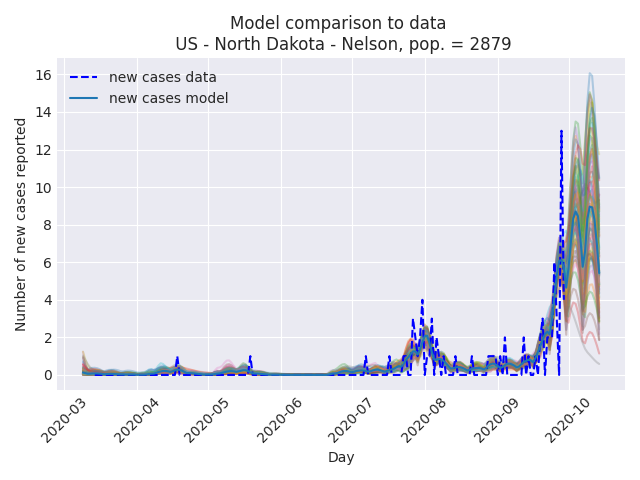 Model comparison to data
US - North Dakota - Nelson, pop. = 2879
new cases data
new cases model
Number of new cases reported
16
14
12
10
8
6
4
2
0
2020-03
2020-04
2020-05
2020-06
2020-07
2020-08
2020-09
2020-10
Day